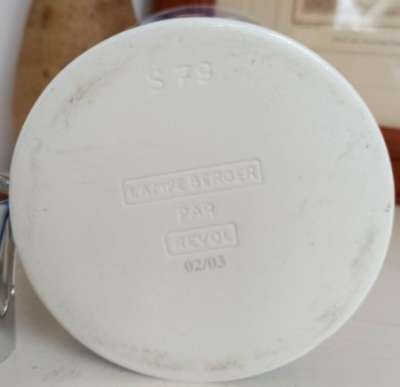 S 79
LAMPE BERGER
PAR
REVOL
02/03